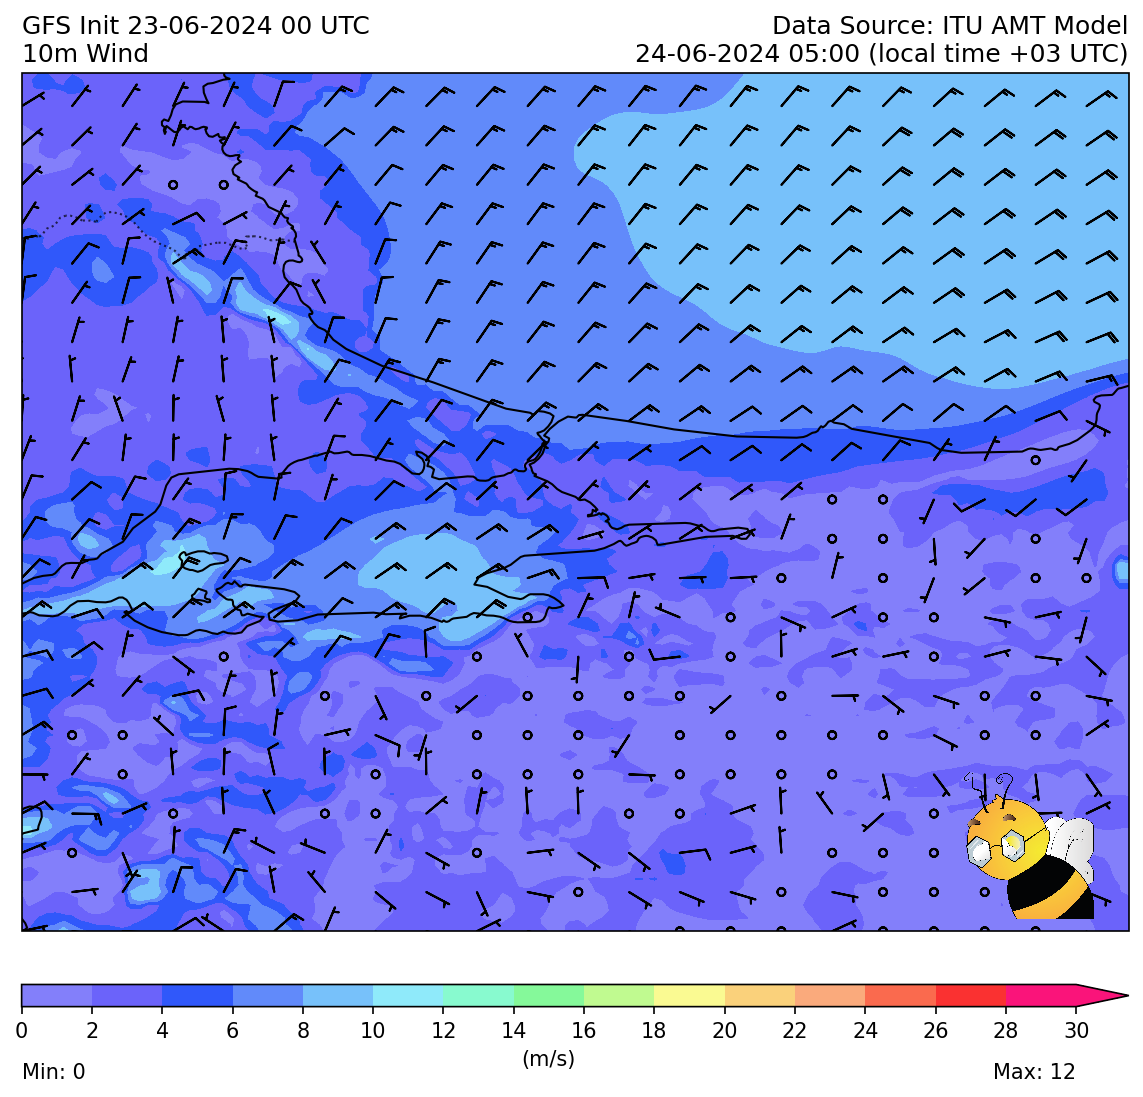 GFS Init 23-06-2024 00 UTC
Data Source: ITU AMT Model
10m Wind
24-06-2024 05:00 (local time +03 UTC)
0 2 4 6 8 10 12 14 16 18 20 22 24 26 28 30
(m/s)
Min: 0
Max: 12